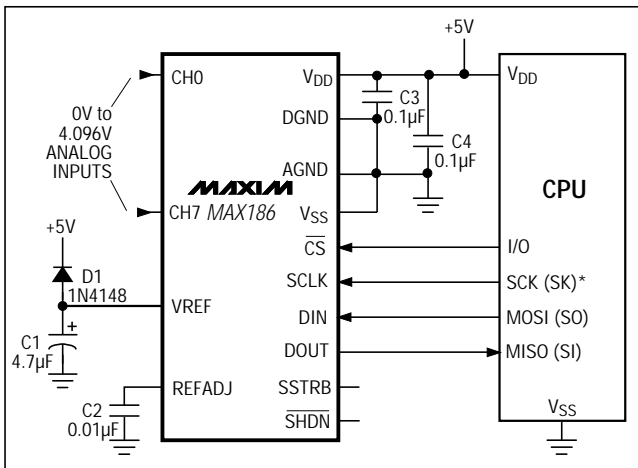 +5V
CH0
VDD
VDD
C3
0.1µF
DGND
0V to
4.096V
ANALOG
INPUTS
C4
0.1µF
AGND
CPU
MAXIM
CH7 MAX186
VSS
+5V
CS
I/O
D1
1N4148
SCLK
SCK (SK)*
VREF
DIN
MOSI (SO)
C1
4.7µF
+
DOUT
MISO (SI)
REFADJ
SSTRB
C2
0.01µF
SHDN
VSS